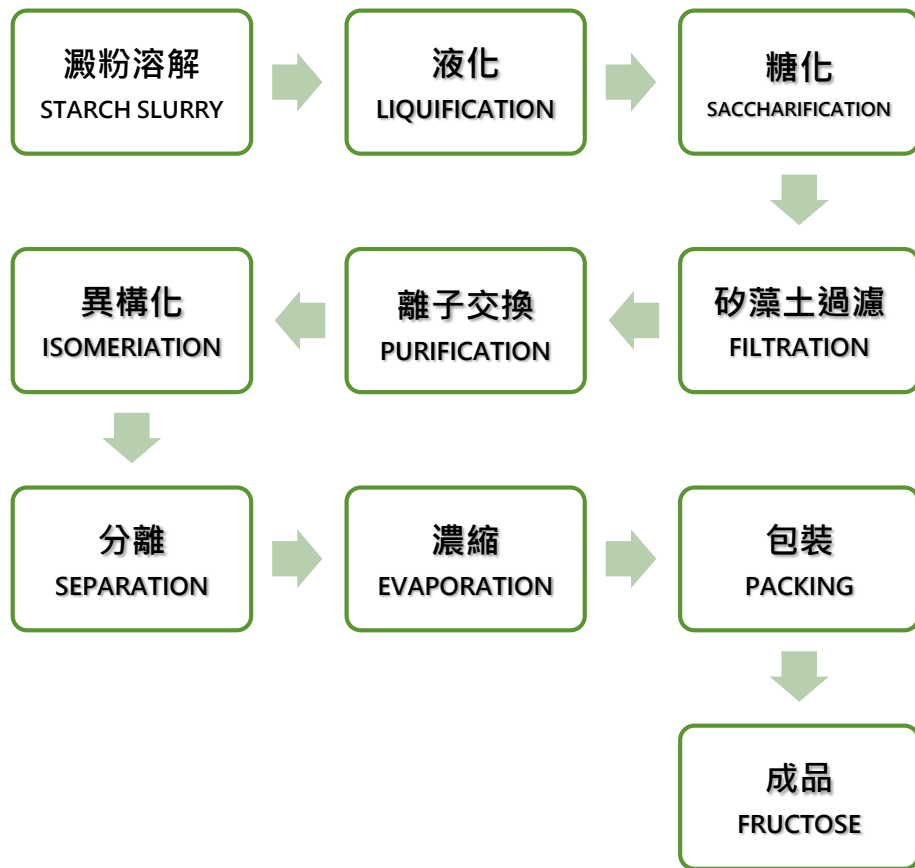 澱粉溶解
STARCH SLURRY
液化
LIQUIFICATION
糖化
SACCHARIFICATION
矽藻土過濾
FILTRATION
離子交換
PURIFICATION
異構化
ISOMERIATION
分離
SEPARATION
濃縮
EVAPORATION
包裝
PACKING
成品
FRUCTOSE